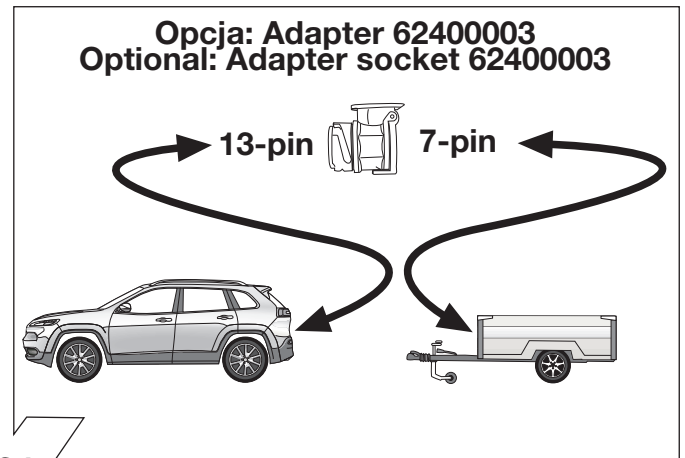 Opcja: Adapter 62400003
Optional: Adapter socket 62400003
13-pin 7-pin